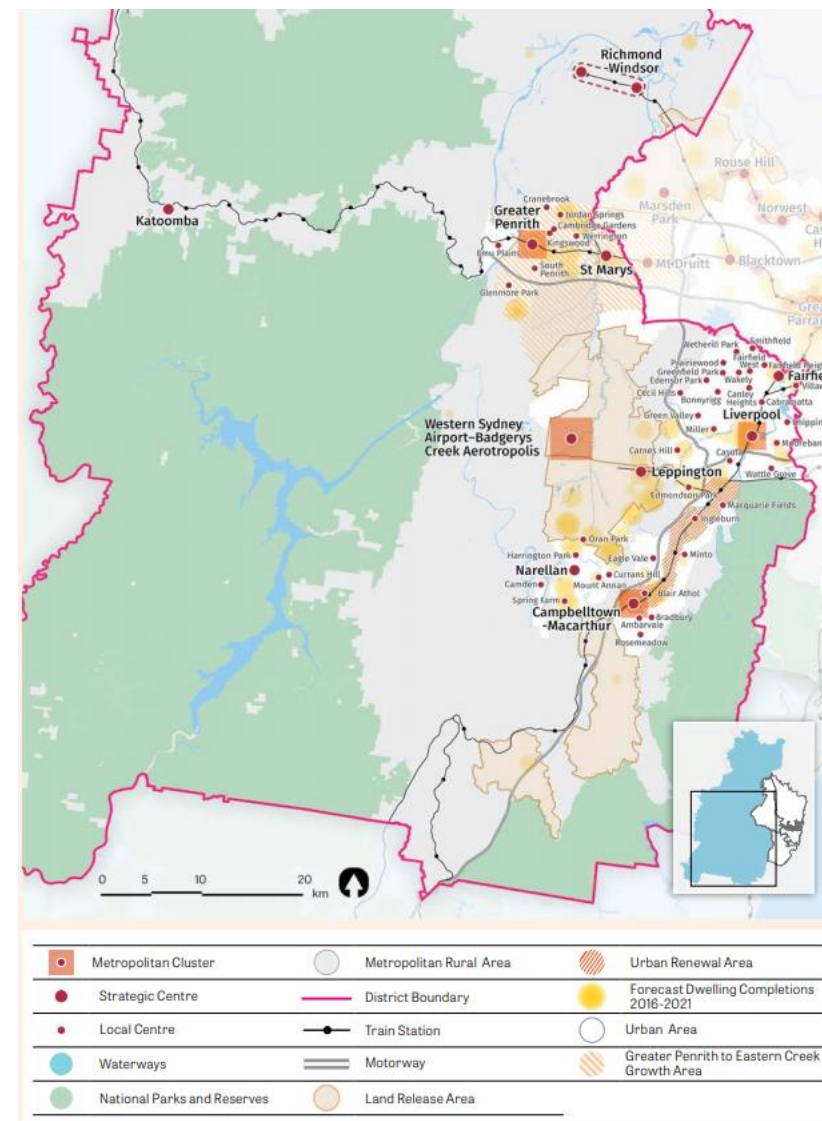 Richmond
-Windsor
Rouse Hill
Marsden
Park
Norwest
Katoomba
Cranebrook
Greater
Penrith
Jordan Springs
Cambridge Gardens
Werrington
Kingswood
Emu Plains
South
Penrith
St Marys
Mt Druitt
Blacktown
Glenmore Park
Wetherill Park
Smithfield
Prairiewood
Fairfield
West
Greenfield Park
Edensor Park
Wakely
Cecil Hills
Bonnyrigg
Canley
Heights
Cabramatta
Green Valley
Liverpool
Miller
Western Sydney
Airport–Badgerys
Creek Aerotropolis
Carnes Hill
Casula
Leppington
Wattle Grove
Edmondson Park
Macquarie Fields
Ingleburn
Oran Park
Harrington Park
Eagle Vale
Minto
Narellan
Currans Hill
Camden
Mount Annan
Blair Athol
Spring Farm
Campbelltown
-Macarthur
Bradbury
Ambarvale
Rosemeadow
0 5 10 20
km
Metropolitan Cluster
Metropolitan Rural Area
Urban Renewal Area
Strategic Centre
District Boundary
Forecast Dwelling Completions
2016-2021
Local Centre
Train Station
Urban Area
Waterways
Motorway
Greater Penrith to Eastern Creek
Growth Area
National Parks and Reserves
Land Release Area